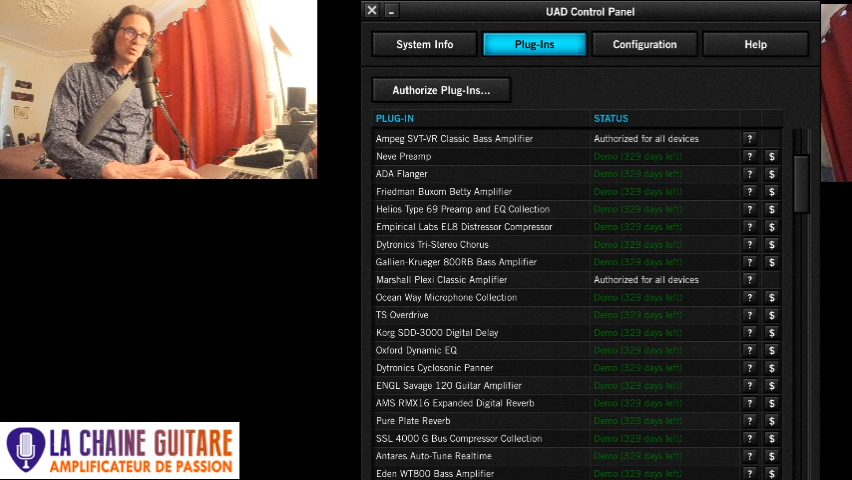 UAD Control Panel
System Info Plug-Ins Configuration Help
Authorize Plug-Ins...
PLUG-IN STATUS
Ampeg SVT-VR Classic Bass Amplifier Authorized for all devices ?
Neve Preamp Demo (329 days left) ? $
ADA Flanger Demo (329 days left) ? $
Friedman Buxom Betty Amplifier Demo (329 days left) ? $
Helios Type 69 Preamp and EQ Collection Demo (329 days left) ? $
Empirical Labs EL8 Distressor Compressor Demo (329 days left) ? $
Dytronics Tri-Stereo Chorus Demo (329 days left) ? $
Gallien-Krueger 800RB Bass Amplifier Demo (329 days left) ? $
Marshall Plexi Classic Amplifier Authorized for all devices ?
Ocean Way Microphone Collection Demo (329 days left) ? $
TS Overdrive Demo (329 days left) ? $
Korg SDD-3000 Digital Delay Demo (329 days left) ? $
Oxford Dynamic EQ Demo (329 days left) ? $
Dytronics Cyclosonic Panner Demo (329 days left) ? $
ENGL Savage 120 Guitar Amplifier Demo (329 days left) ? $
AMS RMX16 Expanded Digital Reverb Demo (329 days left) ? $
Pure Plate Reverb Demo (329 days left) ? $
SSL 4000 G Bus Compressor Collection Demo (329 days left) ? $
Antares Auto-Tune Realtime Demo (329 days left) ? $
Eden WT800 Bass Amplifier Demo (329 days left) ? $
LA CHAINE GUITARE
AMPLIFICATEUR DE PASSION